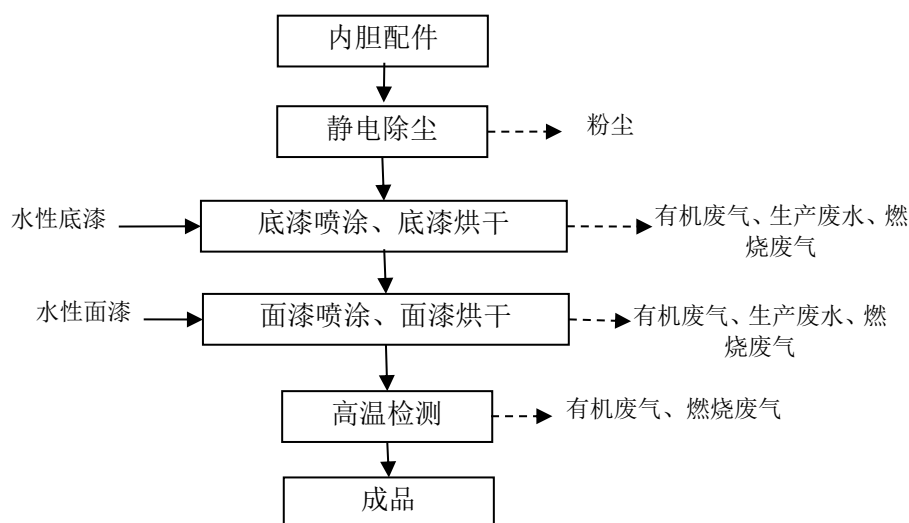 内胆配件
静电除尘
粉尘
水性底漆
底漆喷涂、底漆烘干
有机废气、生产废水、燃
烧废气
水性面漆
面漆喷涂、面漆烘干
有机废气、生产废水、燃
烧废气
高温检测
有机废气、燃烧废气
成品